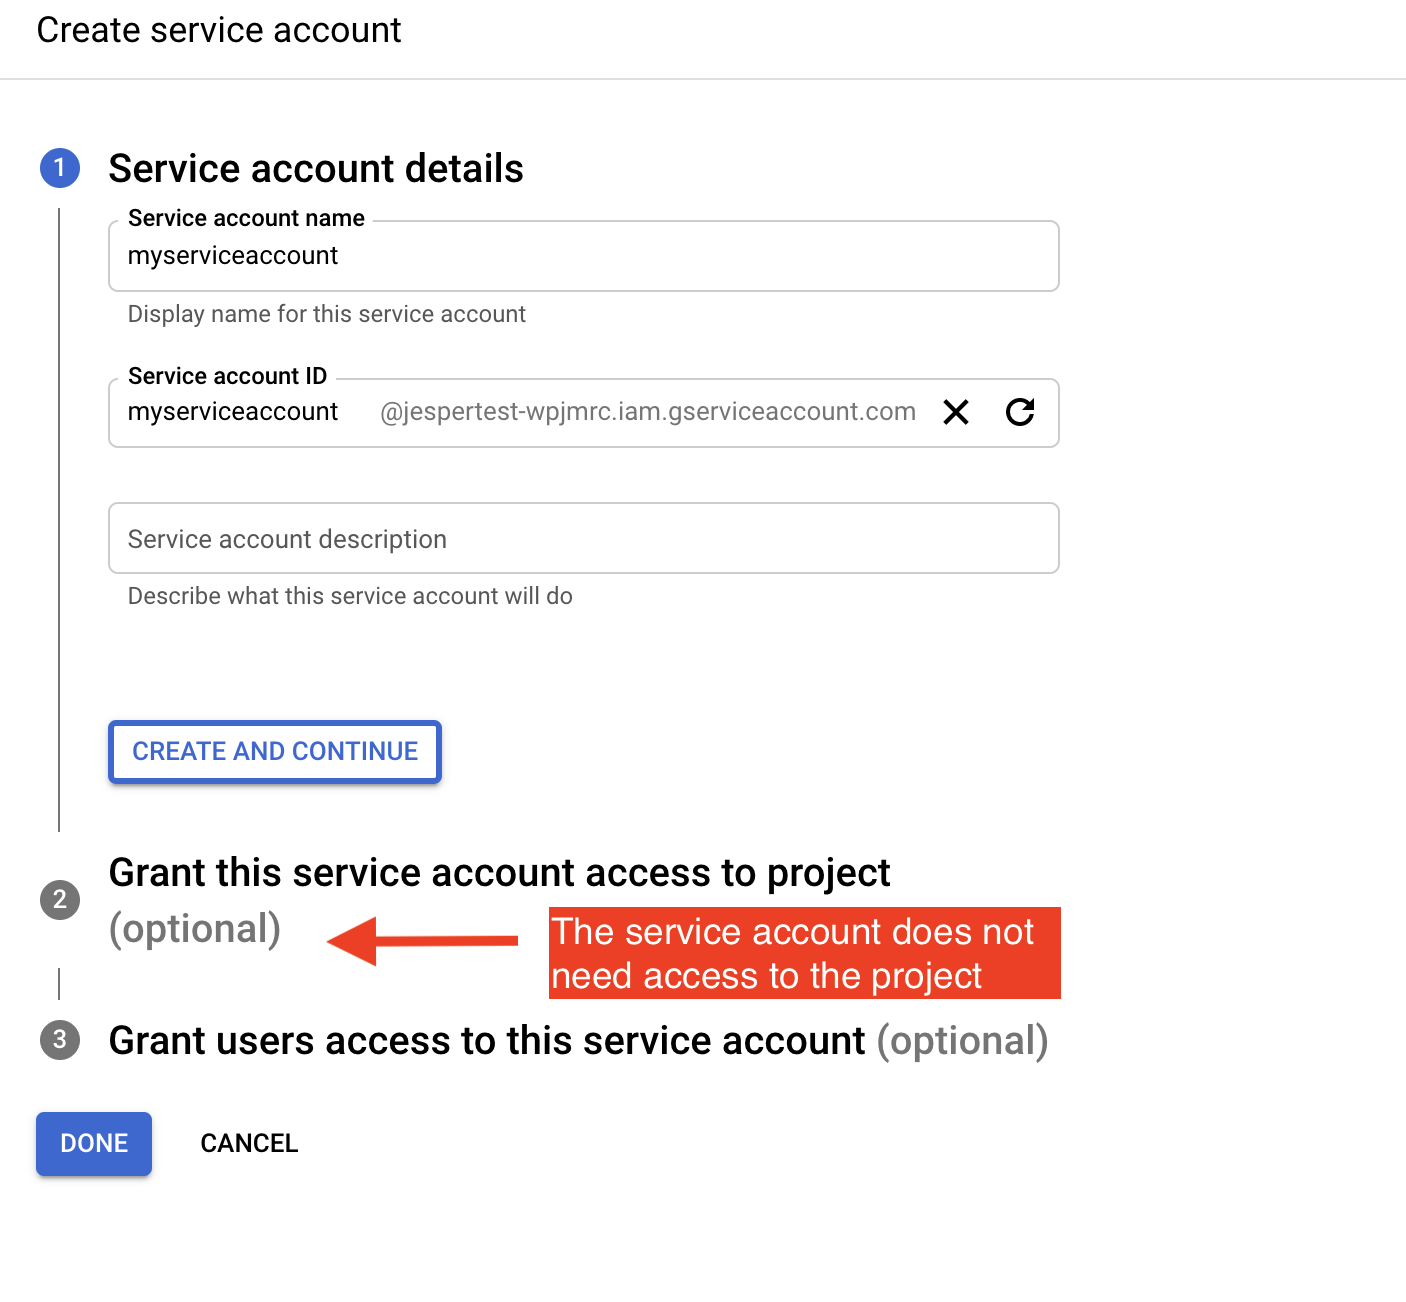 Create service account
1 Service account details
Service account name
myserviceaccount
Display name for this service account
Service account ID
myserviceaccount @jespertest-wpjmrc.iam.gserviceaccount.com
Service account description
Describe what this service account will do
CREATE AND CONTINUE
2 Grant this service account access to project
(optional)
The service account does not
need access to the project
3 Grant users access to this service account (optional)
DONE CANCEL